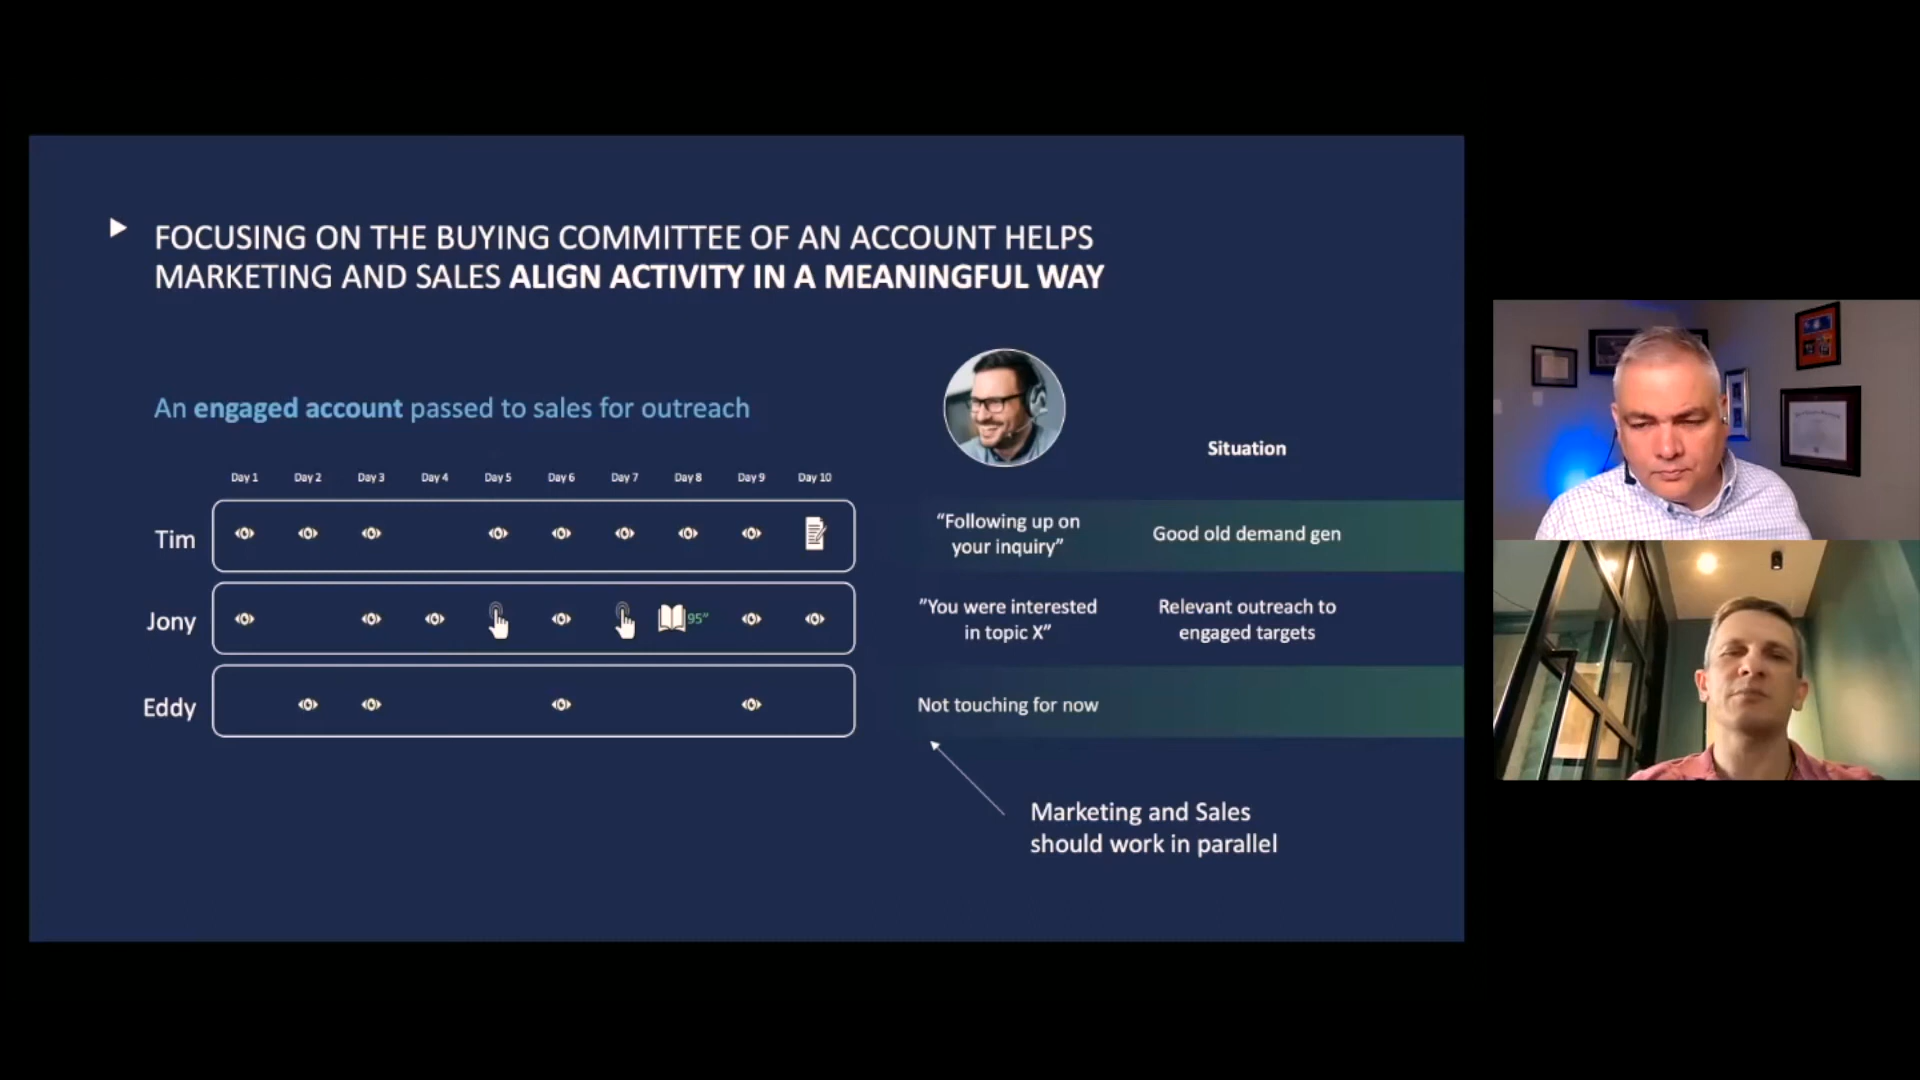 FOCUSING ON THE BUYING COMMITTEE OF AN ACCOUNT HELPS
MARKETING AND SALES ALIGN ACTIVITY IN A MEANINGFUL WAY
An engaged account passed to sales for outreach
Situation
Day 1 Day 2 Day 3 Day 4 Day 5 Day 6 Day 7 Day 8 Day 9 Day 10
Tim
“Following up on
your inquiry”
Good old demand gen
Jony
95”
”You were interested
in topic X”
Relevant outreach to
engaged targets
Eddy
Not touching for now
Marketing and Sales
should work in parallel